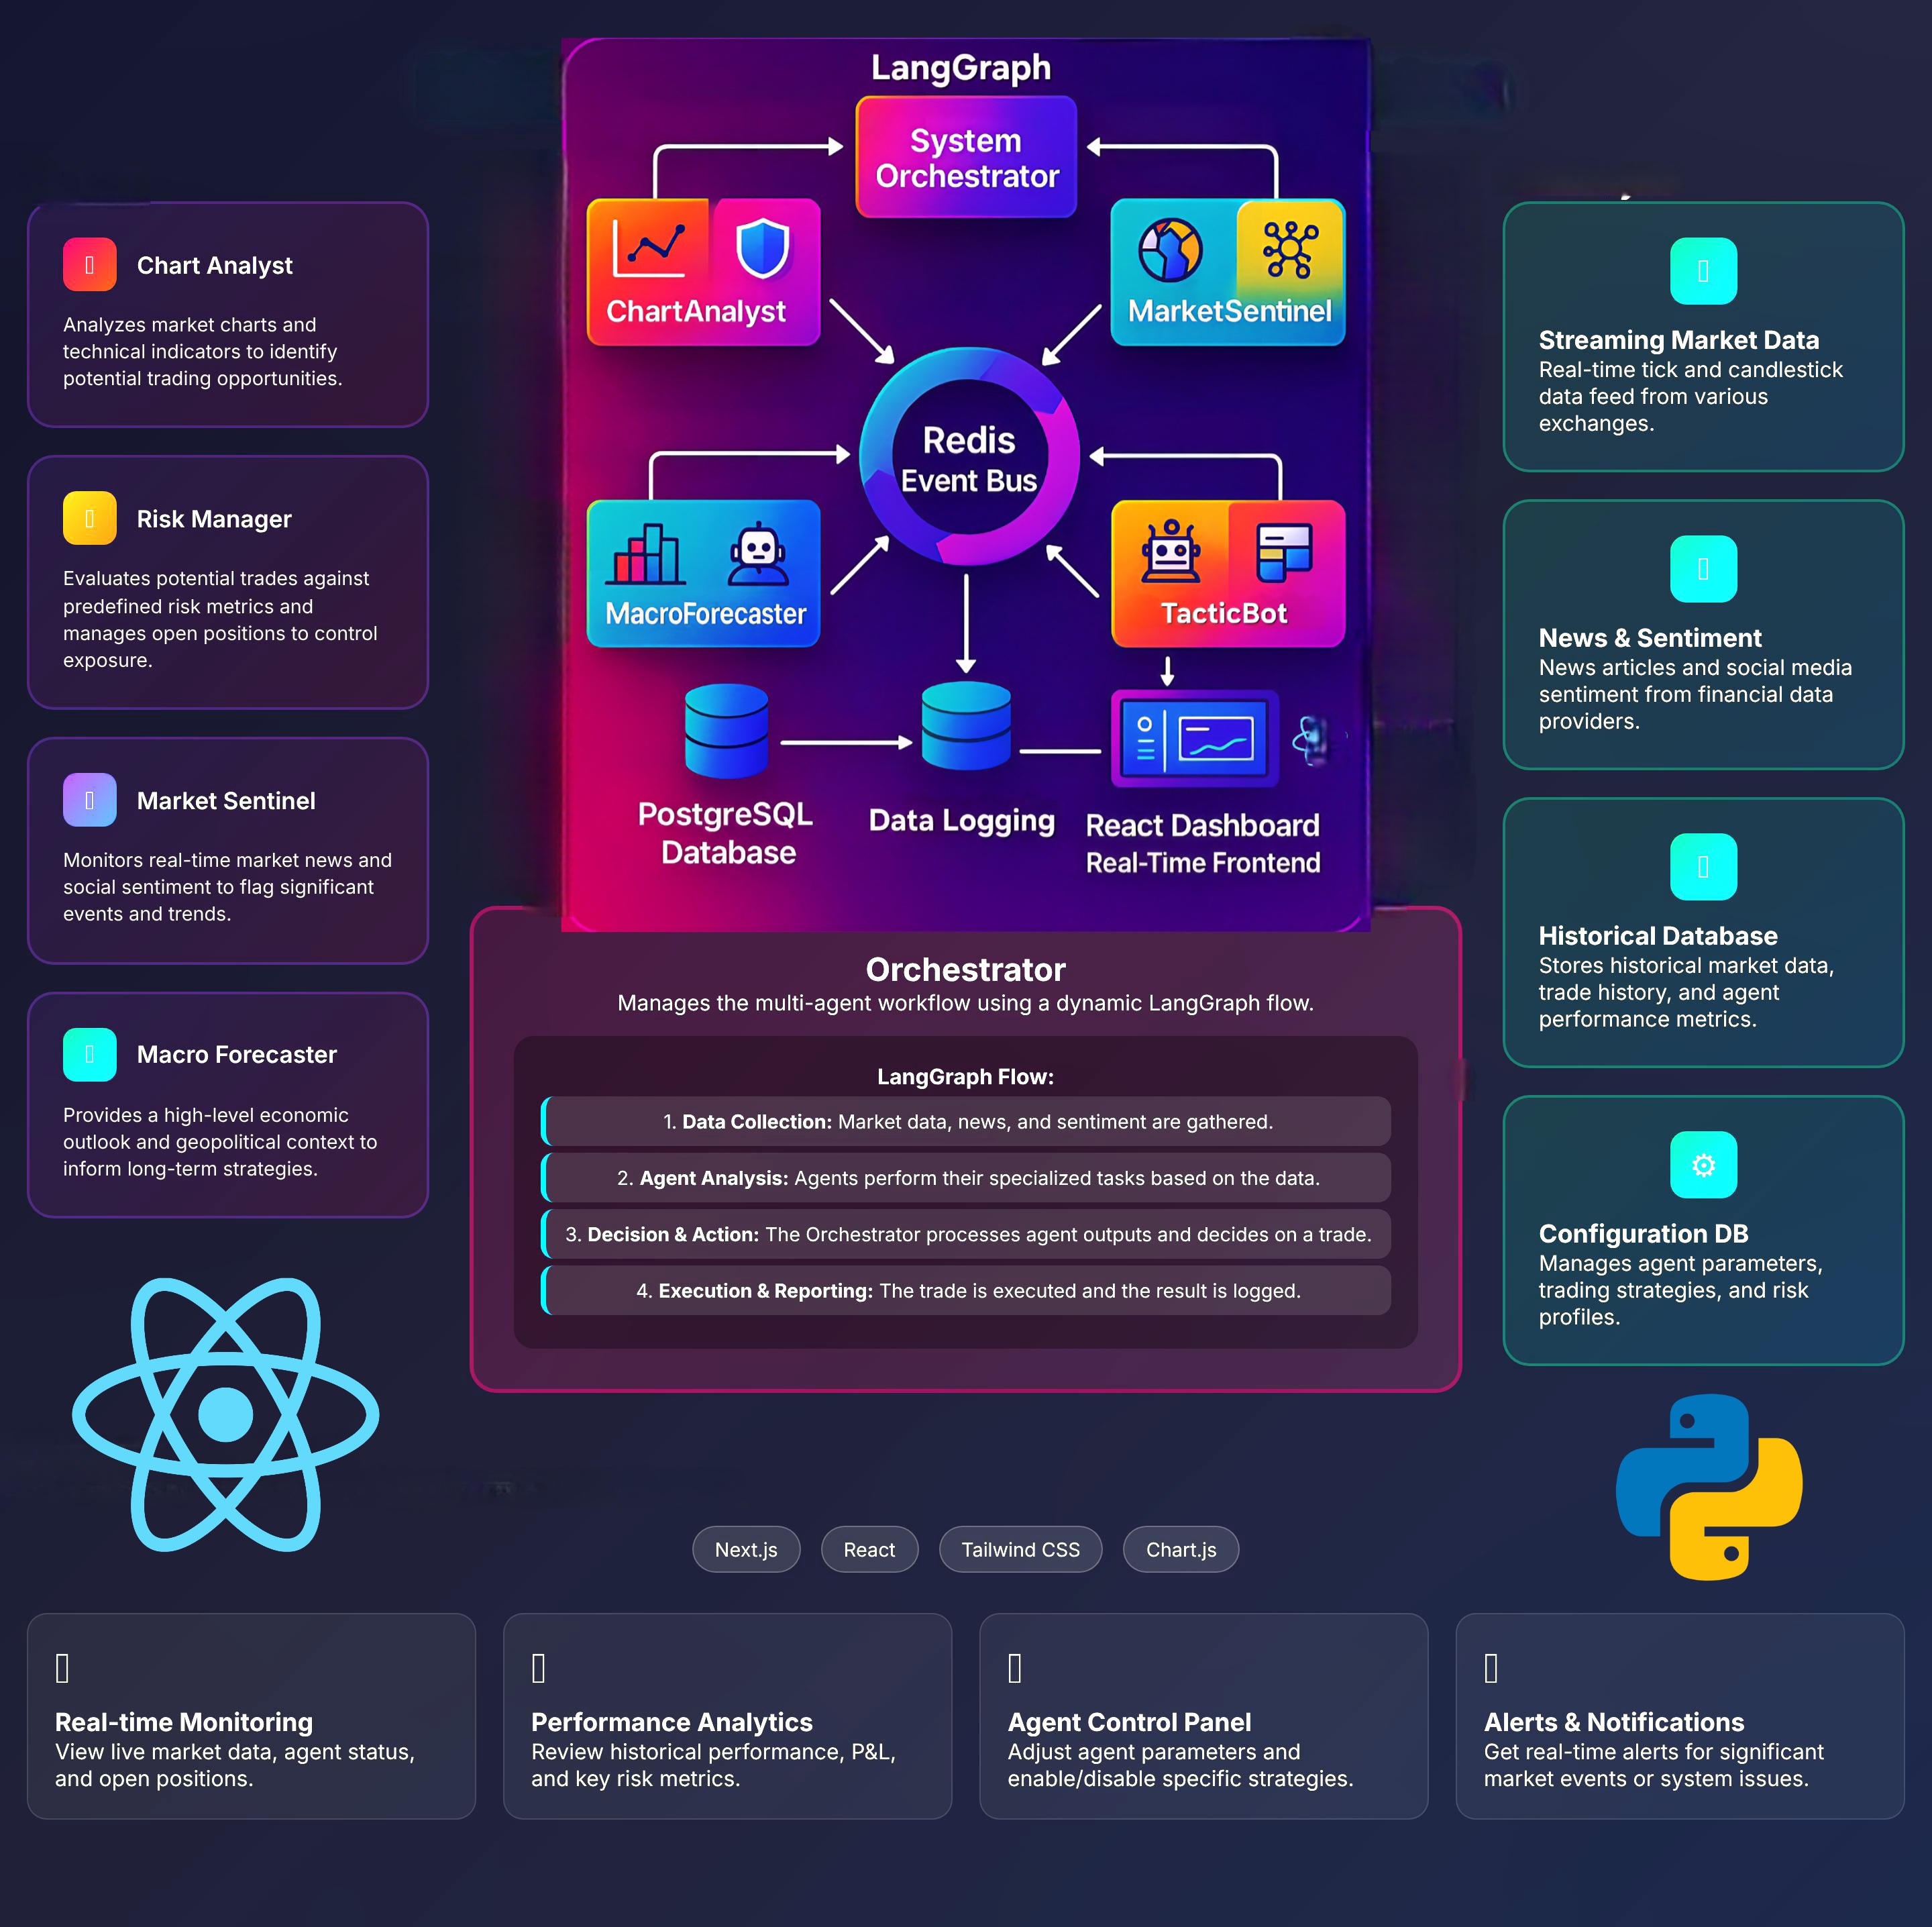 LangGraph
System
Orchestrator
ChartAnalyst
MarketSentinel
Redis
Event Bus
MacroForecaster
TacticBot
PostgreSQL
Database
Data Logging
React Dashboard
Real-Time Frontend
Chart Analyst
Analyzes market charts and
technical indicators to identify
potential trading opportunities.
Risk Manager
Evaluates potential trades against
predefined risk metrics and
manages open positions to control
exposure.
Market Sentinel
Monitors real-time market news and
social sentiment to flag significant
events and trends.
Macro Forecaster
Provides a high-level economic
outlook and geopolitical context to
inform long-term strategies.
Orchestrator
Manages the multi-agent workflow using a dynamic LangGraph flow.
LangGraph Flow:
1. Data Collection: Market data, news, and sentiment are gathered.
2. Agent Analysis: Agents perform their specialized tasks based on the data.
3. Decision & Action: The Orchestrator processes agent outputs and decides on a trade.
4. Execution & Reporting: The trade is executed and the result is logged.
Streaming Market Data
Real-time tick and candlestick
data feed from various
exchanges.
News & Sentiment
News articles and social media
sentiment from financial data
providers.
Historical Database
Stores historical market data,
trade history, and agent
performance metrics.
Configuration DB
Manages agent parameters,
trading strategies, and risk
profiles.
Next.js
React
Tailwind CSS
Chart.js
Real-time Monitoring
View live market data, agent status,
and open positions.
Performance Analytics
Review historical performance, P&L,
and key risk metrics.
Agent Control Panel
Adjust agent parameters and
enable/disable specific strategies.
Alerts & Notifications
Get real-time alerts for significant
market events or system issues.